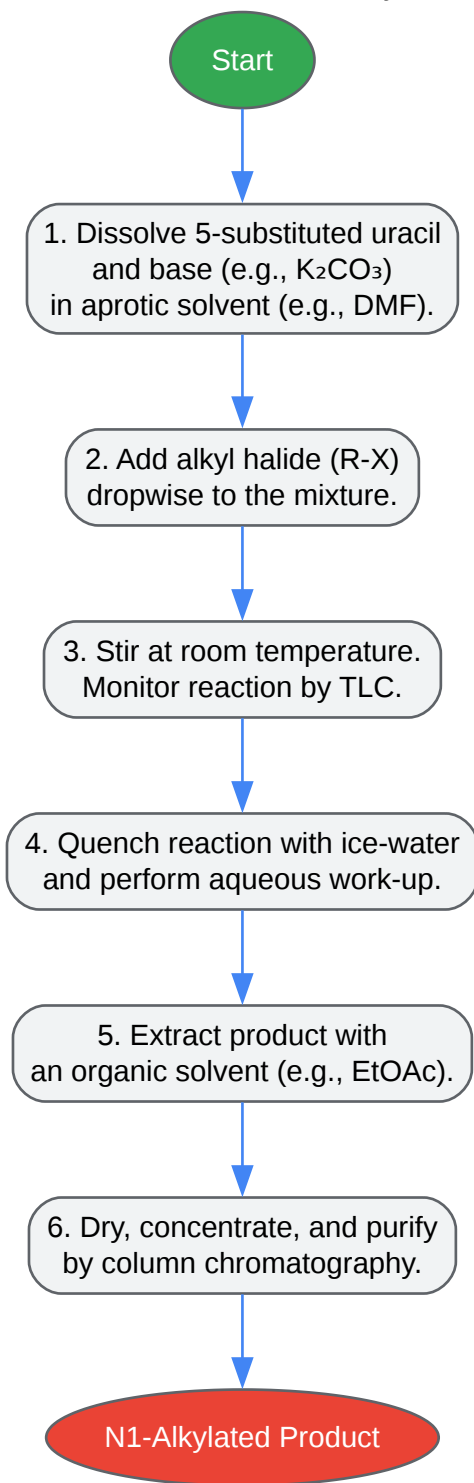 Start
1. Dissolve 5-substituted uracil
and base (e.g., K₂CO₃)
in aprotic solvent (e.g., DMF).
2. Add alkyl halide (R-X)
dropwise to the mixture.
3. Stir at room temperature.
Monitor reaction by TLC.
4. Quench reaction with ice-water
and perform aqueous work-up.
5. Extract product with
an organic solvent (e.g., EtOAc).
6. Dry, concentrate, and purify
by column chromatography.
N1-Alkylated Product